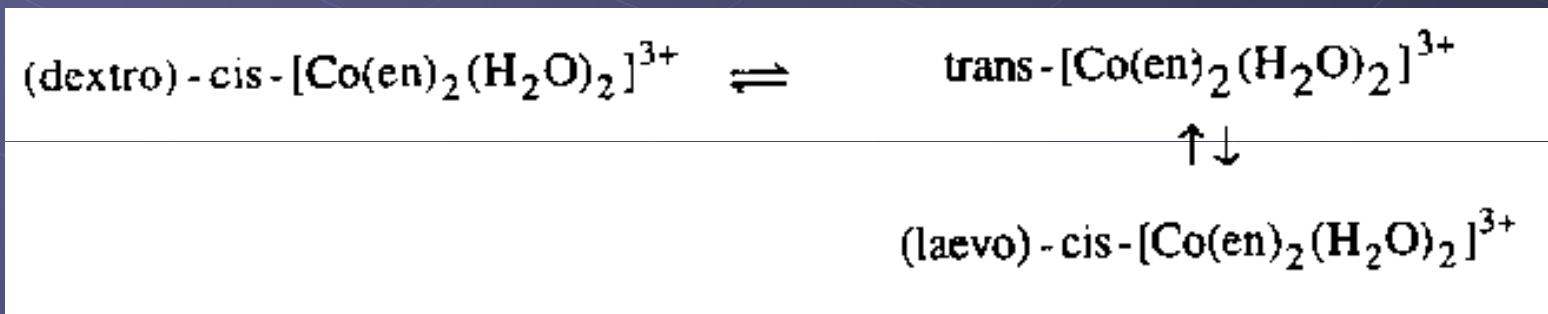 (dextro) - cis - [Co(en)₂(H₂O)₂]³⁺ ⇌ trans - [Co(en)₂(H₂O)₂]³⁺
↑↓
(laevo) - cis - [Co(en)₂(H₂O)₂]³⁺